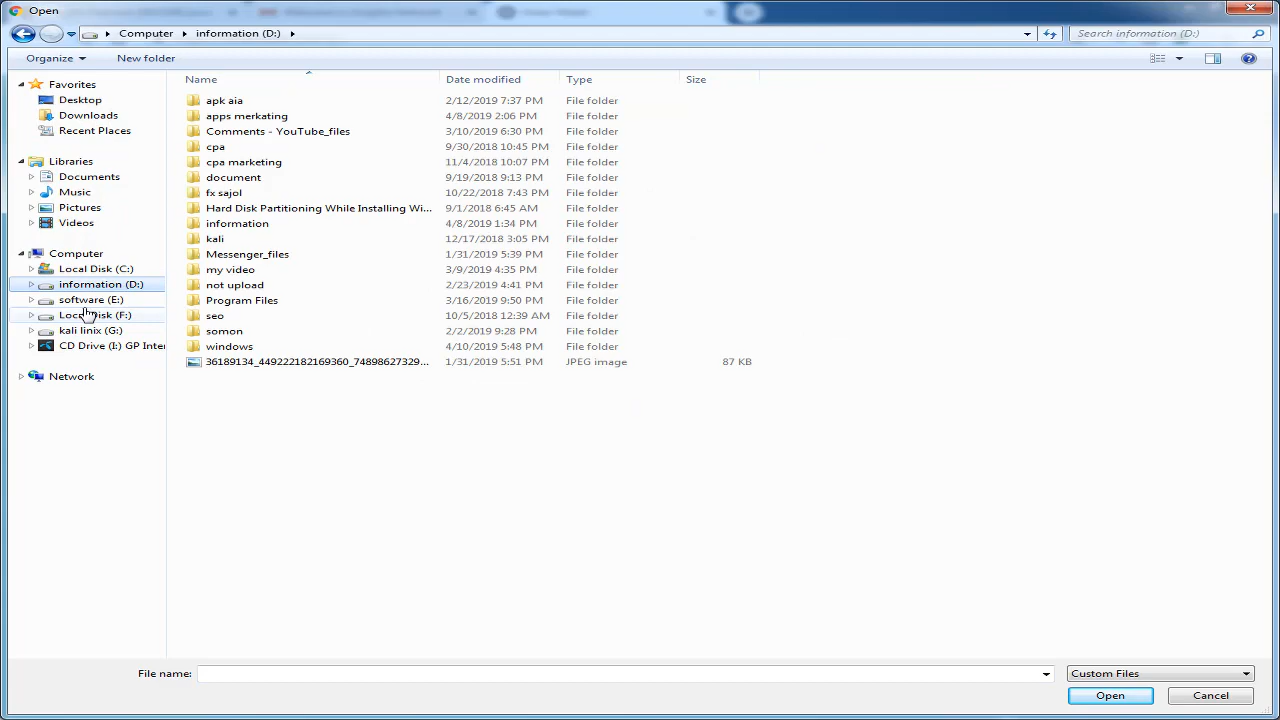 Open
Computer information (D:)
Search information (D:)
Organize
New folder
Favorites
Desktop
Downloads
Recent Places
Libraries
Documents
Music
Pictures
Videos
Computer
Local Disk (C:)
information (D:)
software (E:)
Local Disk (F:)
kali linix (G:)
CD Drive (I:) GP Inter
Network
Name Date modified Type Size
apk aia 2/12/2019 7:37 PM File folder
apps merkating 4/8/2019 2:06 PM File folder
Comments - YouTube_files 3/10/2019 6:30 PM File folder
cpa 9/30/2018 10:45 PM File folder
cpa marketing 11/4/2018 10:07 PM File folder
document 9/19/2018 9:13 PM File folder
fx sajol 10/22/2018 7:43 PM File folder
Hard Disk Partitioning While Installing Wi... 9/1/2018 6:45 AM File folder
information 4/8/2019 1:34 PM File folder
kali 12/17/2018 3:05 PM File folder
Messenger_files 1/31/2019 5:39 PM File folder
my video 3/9/2019 4:35 PM File folder
not upload 2/23/2019 4:41 PM File folder
Program Files 3/16/2019 9:50 PM File folder
seo 10/5/2018 12:39 AM File folder
somon 2/2/2019 9:28 PM File folder
windows 4/10/2019 5:48 PM File folder
36189134_449222182169360_74898627329... 1/31/2019 5:51 PM JPEG image 87 KB
File name:
Custom Files
Open
Cancel